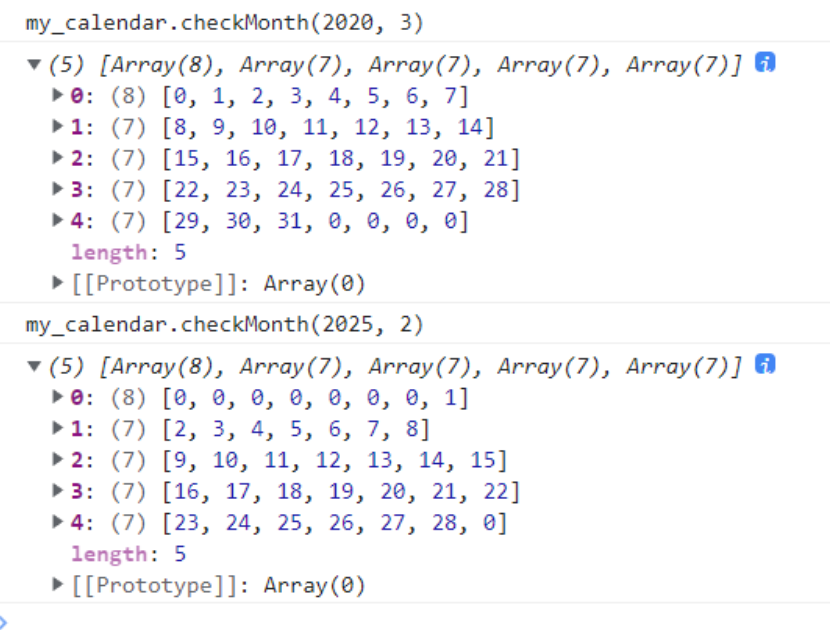 my_calendar.checkMonth(2020, 3)
(5) [Array(8), Array(7), Array(7), Array(7), Array(7)] i
0: (8) [0, 1, 2, 3, 4, 5, 6, 7]
1: (7) [8, 9, 10, 11, 12, 13, 14]
2: (7) [15, 16, 17, 18, 19, 20, 21]
3: (7) [22, 23, 24, 25, 26, 27, 28]
4: (7) [29, 30, 31, 0, 0, 0, 0]
length: 5
[[Prototype]]: Array(0)
my_calendar.checkMonth(2025, 2)
(5) [Array(8), Array(7), Array(7), Array(7), Array(7)] i
0: (8) [0, 0, 0, 0, 0, 0, 0, 1]
1: (7) [2, 3, 4, 5, 6, 7, 8]
2: (7) [9, 10, 11, 12, 13, 14, 15]
3: (7) [16, 17, 18, 19, 20, 21, 22]
4: (7) [23, 24, 25, 26, 27, 28, 0]
length: 5
[[Prototype]]: Array(0)